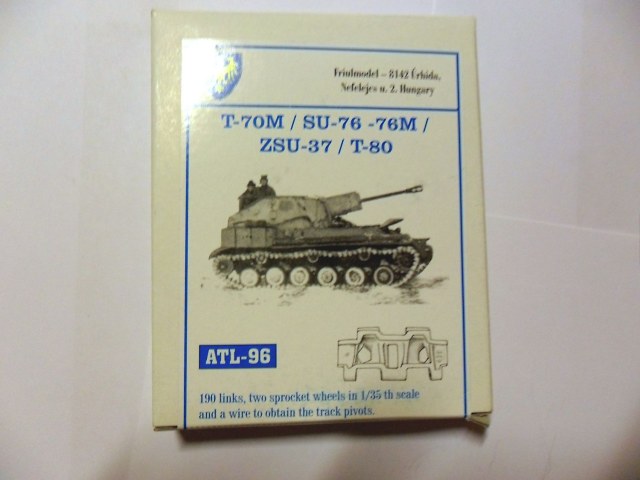 Friulmodel – 8142 Úrhida,
Nefelejcs u. 2. Hungary
T-70M / SU-76 -76M /
ZSU-37 / T-80
ATL-96
190 links, two sprocket wheels in 1/35 th scale
and a wire to obtain the track pivots.